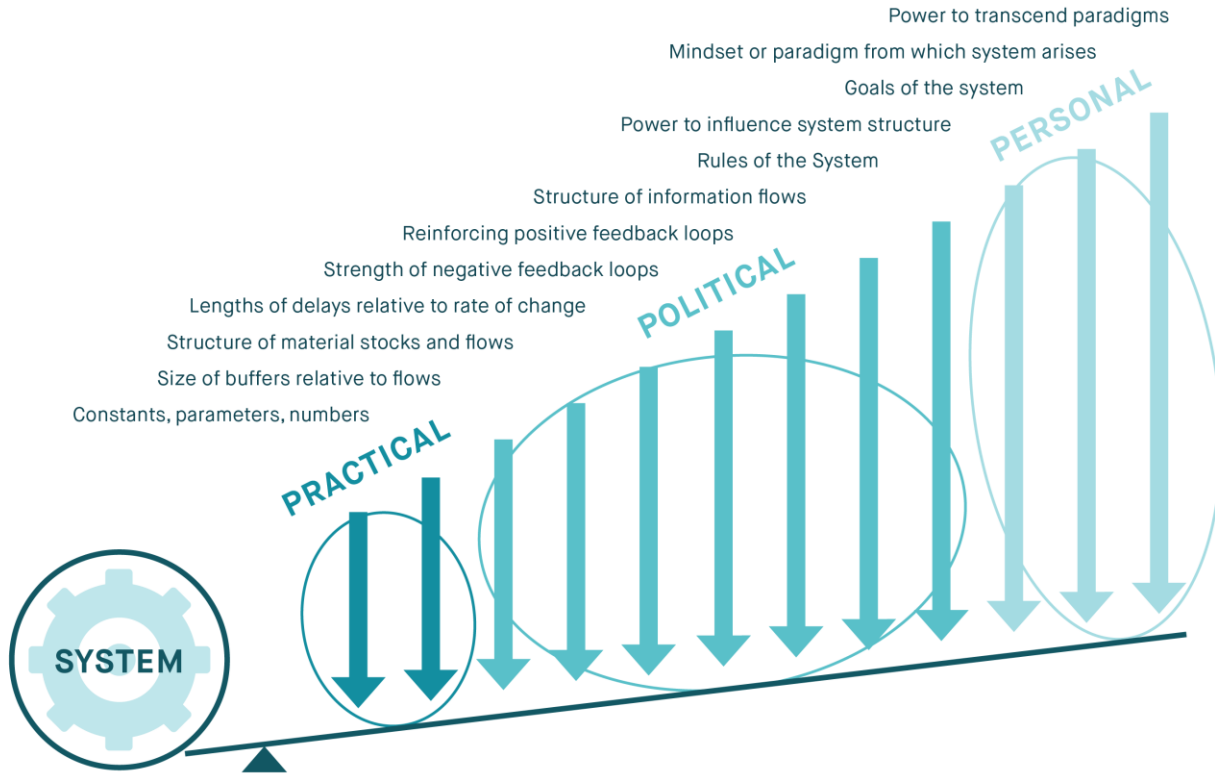 Power to transcend paradigms
Mindset or paradigm from which system arises
Goals of the system
Power to influence system structure
Rules of the System
Structure of information flows
Reinforcing positive feedback loops
Strength of negative feedback loops
Lengths of delays relative to rate of change
Structure of material stocks and flows
Size of buffers relative to flows
Constants, parameters, numbers
PRACTICAL
POLITICAL
PERSONAL
SYSTEM